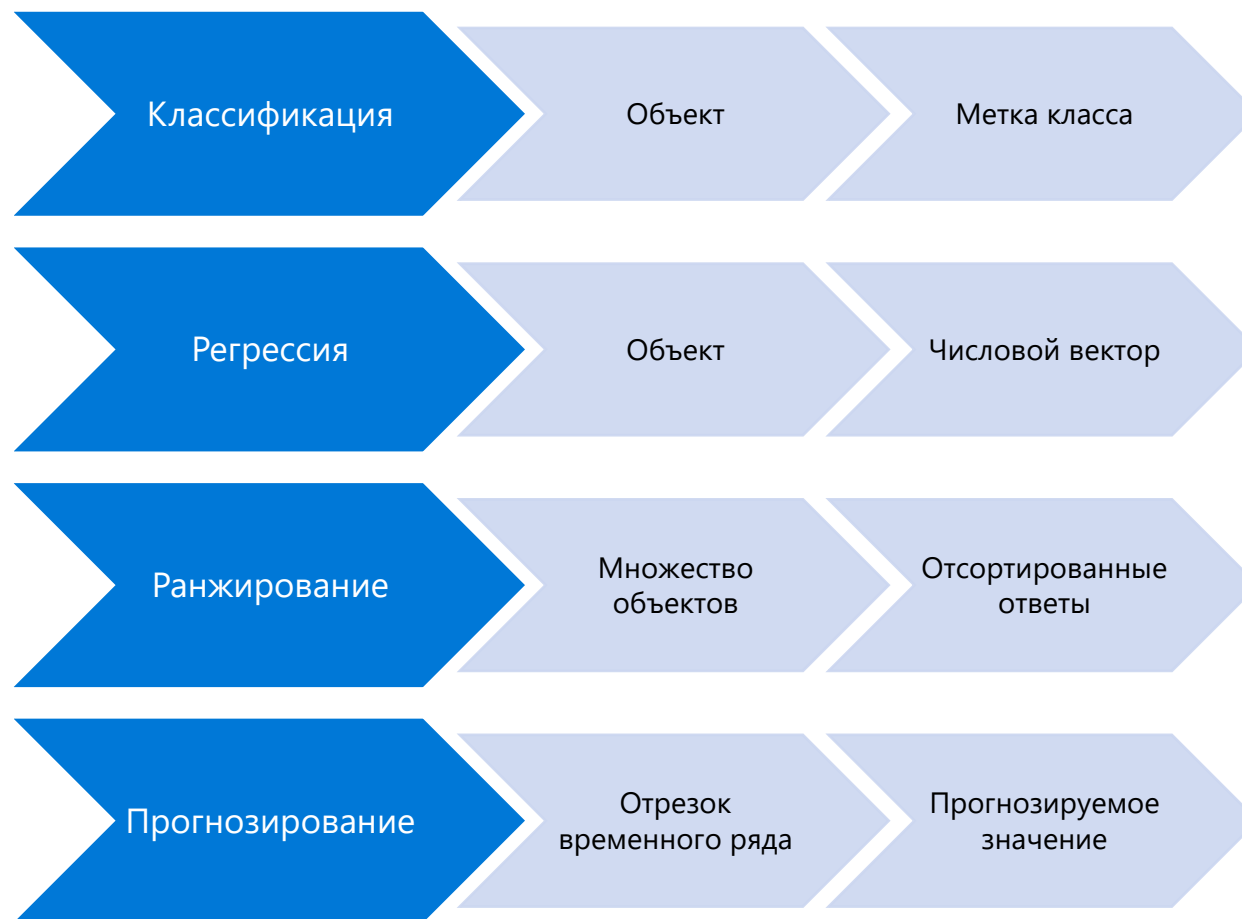 Классификация
Объект
Метка класса
Регрессия
Объект
Числовой вектор
Ранжирование
Множество
объектов
Отсортированные
ответы
Прогнозирование
Отрезок
временного ряда
Прогнозируемое
значение